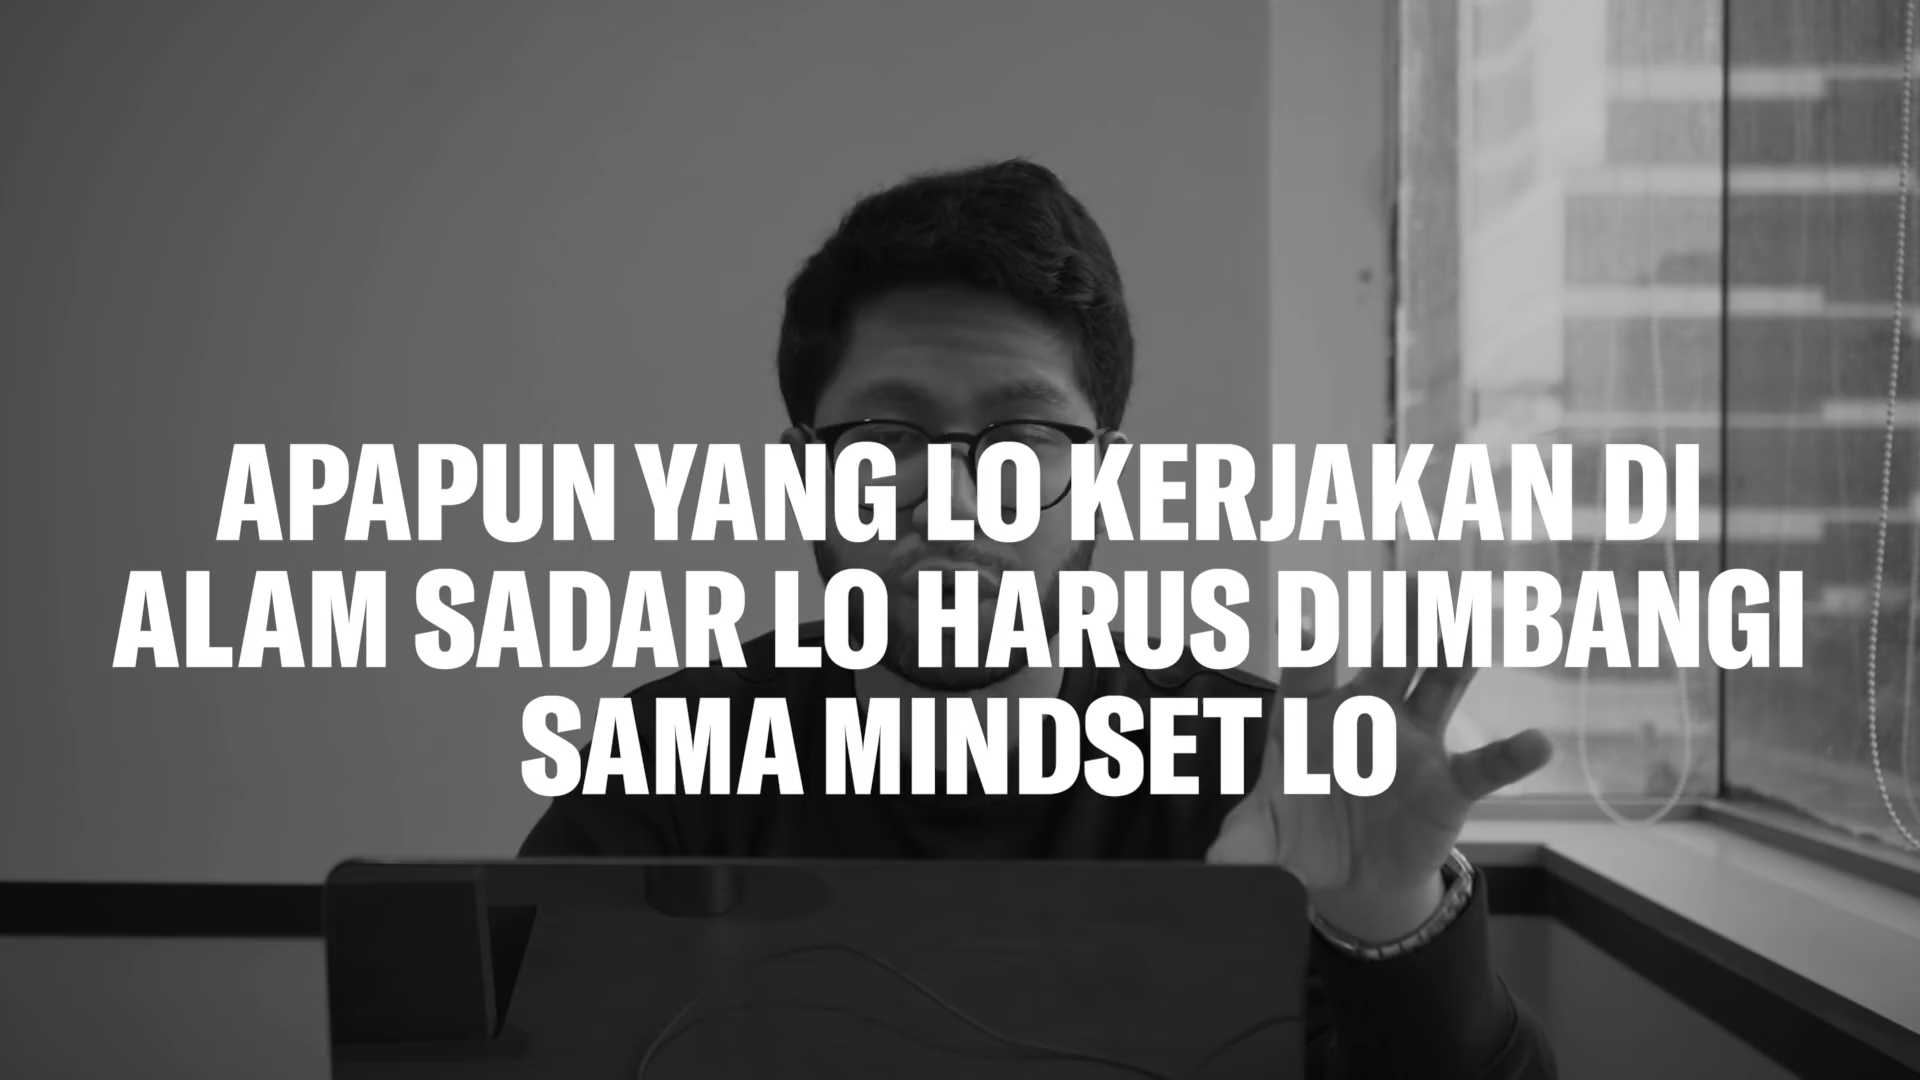 APAPUN YANG LO KERJAKAN DI
ALAM SADAR LO HARUS DIIMBANGI
SAMA MINDSET LO